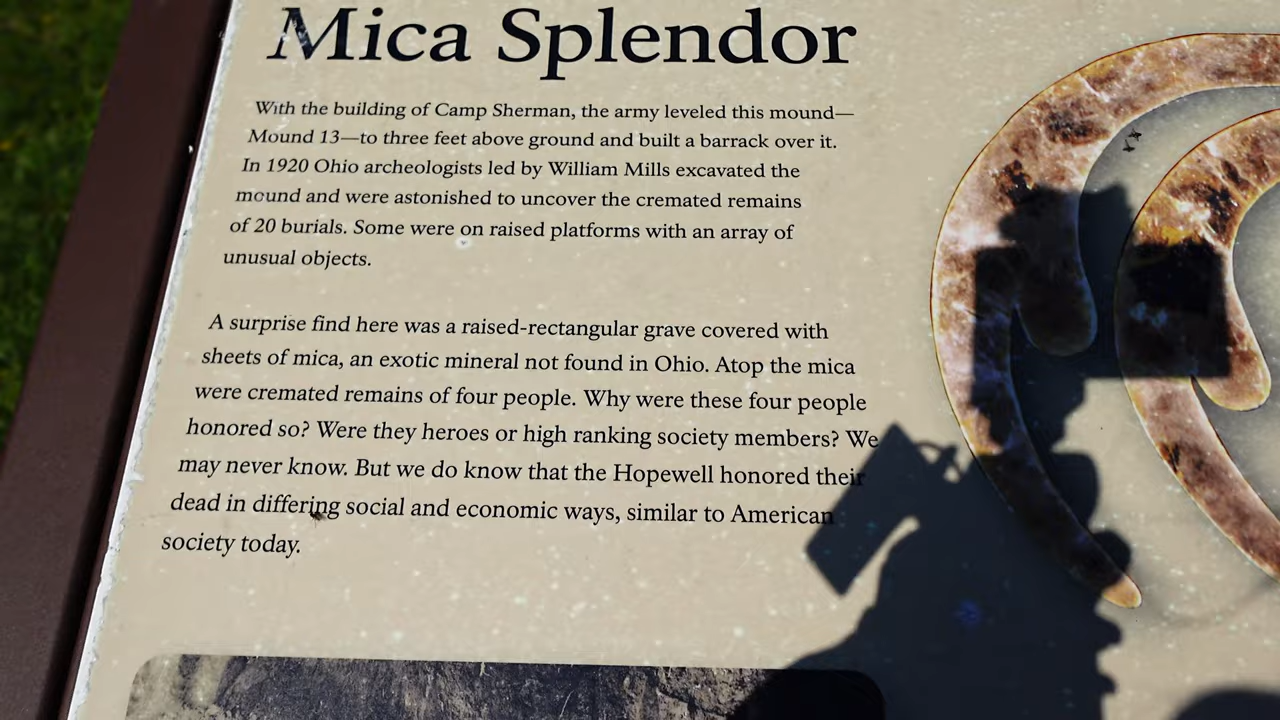 Mica Splendor
With the building of Camp Sherman, the army leveled this mound—
Mound 13—to three feet above ground and built a barrack over it.
In 1920 Ohio archeologists led by William Mills excavated the
mound and were astonished to uncover the cremated remains
of 20 burials. Some were on raised platforms with an array of
unusual objects.
A surprise find here was a raised-rectangular grave covered with
sheets of mica, an exotic mineral not found in Ohio. Atop the mica
were cremated remains of four people. Why were these four people
honored so? Were they heroes or high ranking society members? We
may never know. But we do know that the Hopewell honored their
dead in differing social and economic ways, similar to American
society today.